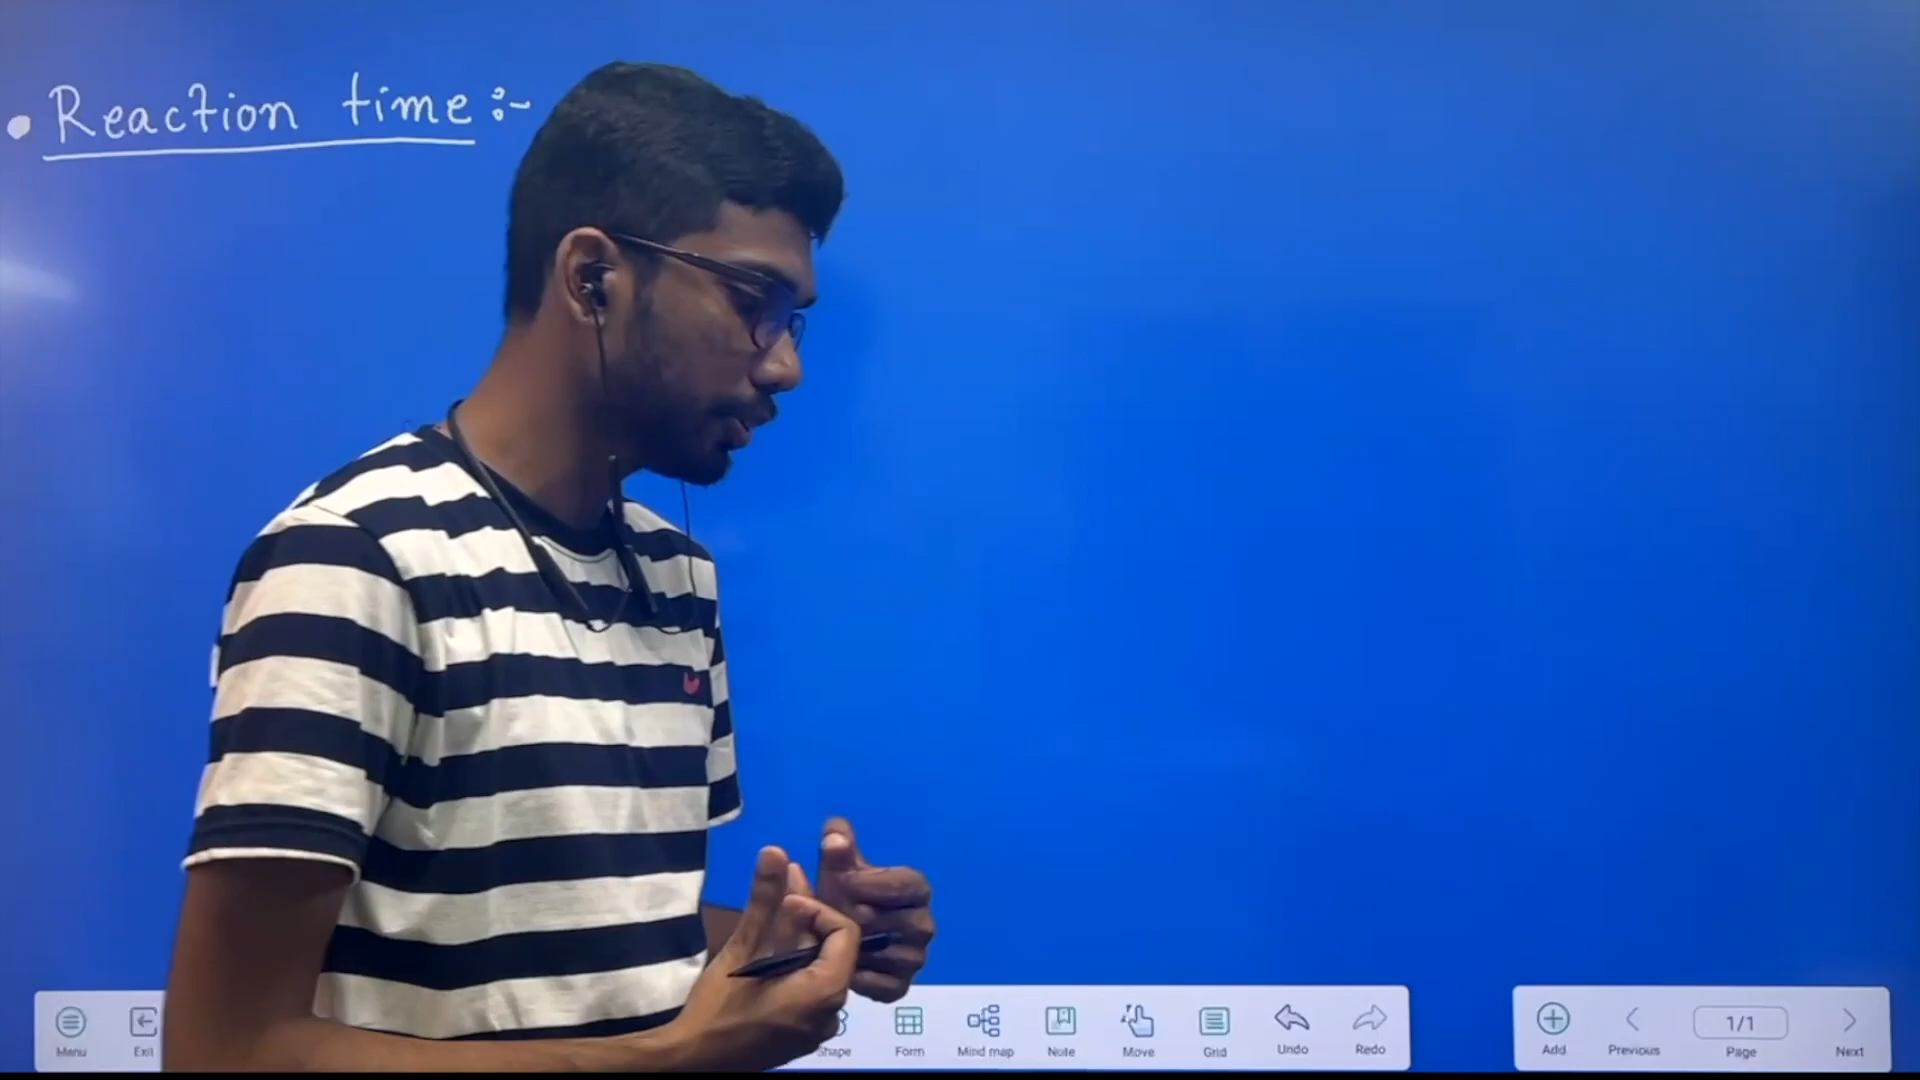 • Reaction time :-
Menu Exit Shape Form Mind map Note Move Grid Undo Redo Add Previous 1/1 Page Next